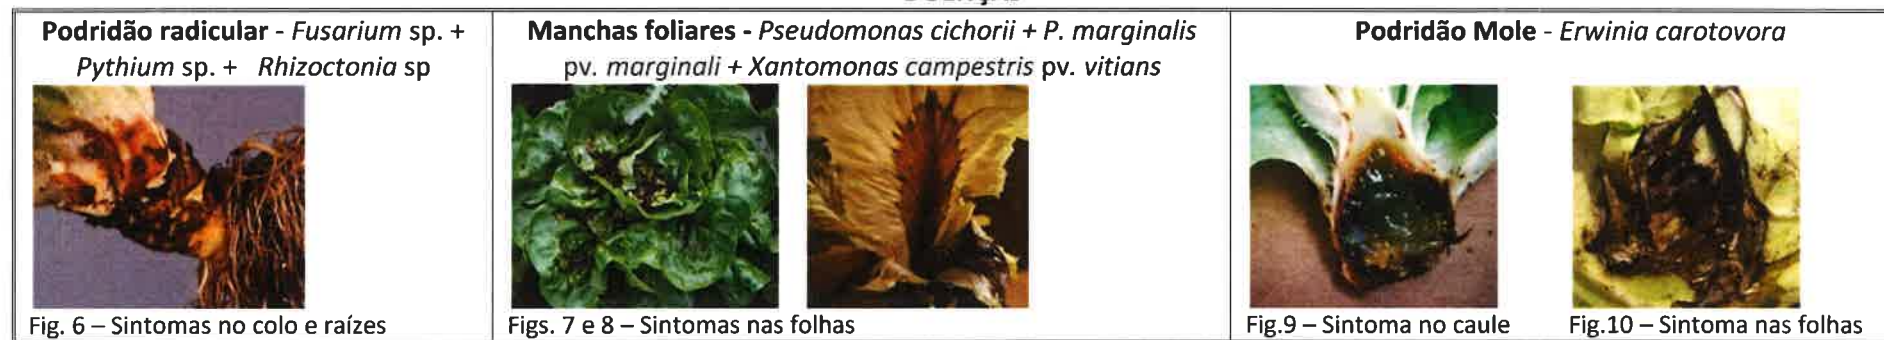 Podridão radicular - Fusarium sp. +
Pythium sp. + Rhizoctonia sp
Fig. 6 – Sintomas no colo e raízes
Manchas foliares - Pseudomonas cichorii + P. marginalis
pv. marginali + Xantomonas campestris pv. vitians
Figs. 7 e 8 – Sintomas nas folhas
Podridão Mole - Erwinia carotovora
Fig.9 – Sintoma no caule
Fig.10 – Sintoma nas folhas